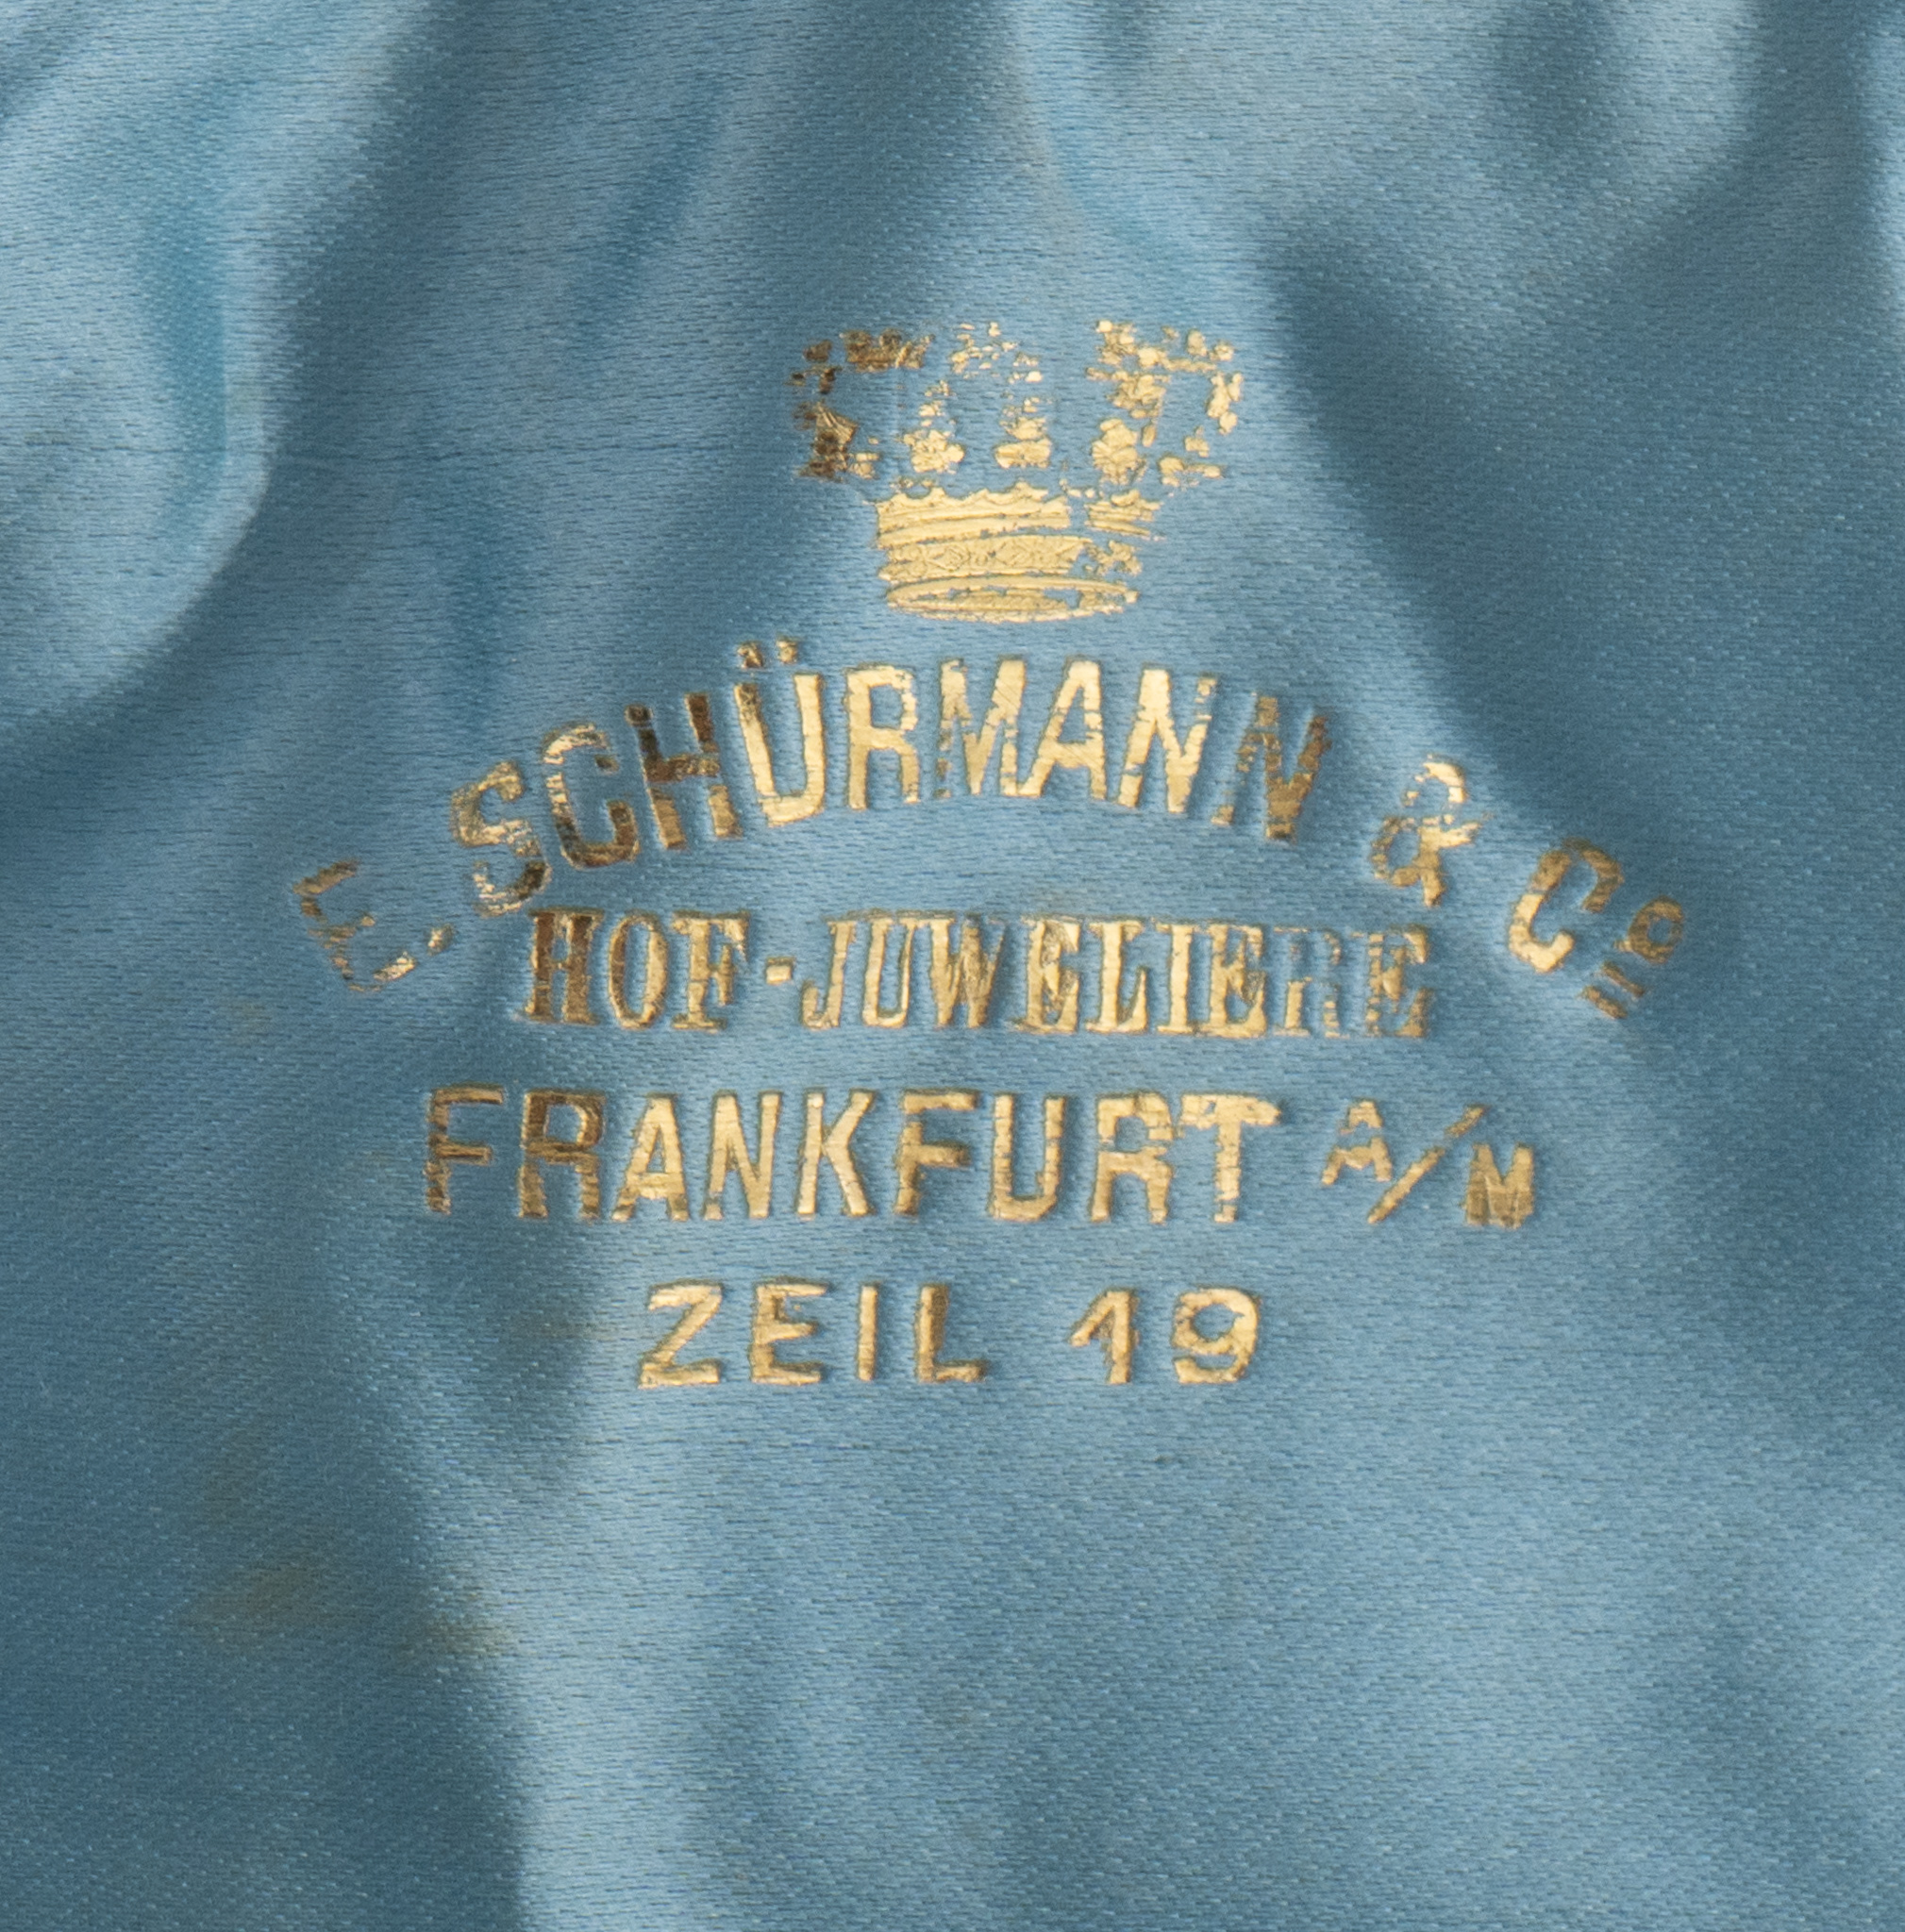 E. SCHÜRMANN & Cº
HOF-JUWELIERE
FRANKFURT A/M
ZEIL 19